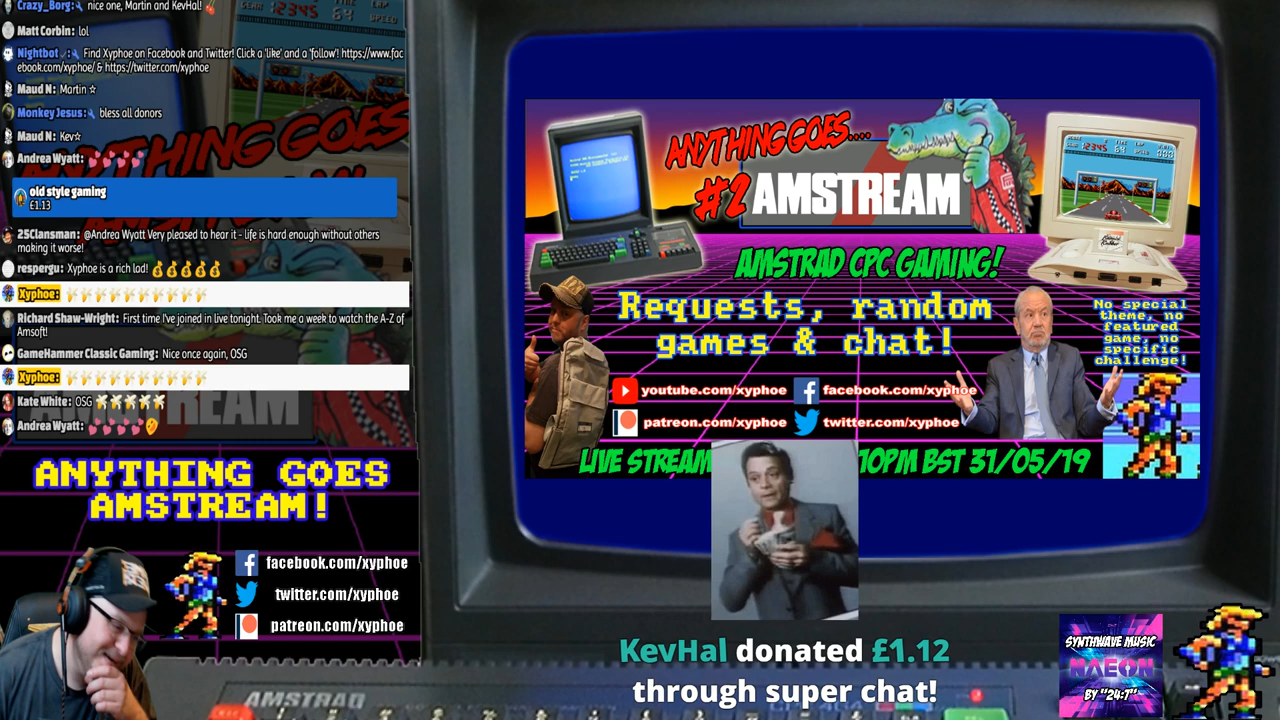 Crazy_Borg: nice one, Martin and KevHal!
Matt Corbin: lol
Nightbot: Find Xyphoe on Facebook and Twitter! Click a 'like' and a 'follow'! https://www.fac
ebook.com/xyphoe/ & https://twitter.com/xyphoe
Maud N: Martin ☆
MonkeyJesus: bless all donors
Maud N: Kev☆
Andrea Wyatt:
old style gaming
£1.13
25Clansman: @Andrea Wyatt Very pleased to hear it - life is hard enough without others
making it worse!
respergu: Xyphoe is a rich lad! 💰💰💰💰💰
Xyphoe: 🍌🍌🍌🍌🍌🍌🍌🍌🍌🍌
Richard Shaw-Wright: First time I've joined in live tonight. Took me a week to watch the A-Z of
Amsoft!
GameHammer Classic Gaming: Nice once again, OSG
Xyphoe: 🍌🍌🍌🍌🍌🍌🍌🍌🍌🍌
Kate White: OSG
Andrea Wyatt:
ANYTHING GOES
AMSTREAM!
facebook.com/xyphoe
twitter.com/xyphoe
patreon.com/xyphoe
ANYTHING GOES....
#2 AMSTREAM
AMSTRAD CPC GAMING!
Requests, random
games & chat!
No special
theme, no
featured
game, no
specific
challenge!
youtube.com/xyphoe
facebook.com/xyphoe
patreon.com/xyphoe
twitter.com/xyphoe
LIVE STREAM
10PM BST 31/05/19
KevHal donated £1.12
through super chat!
SYNTHWAVE MUSIC
NAEON
BY "24:7"
AMSTRAD